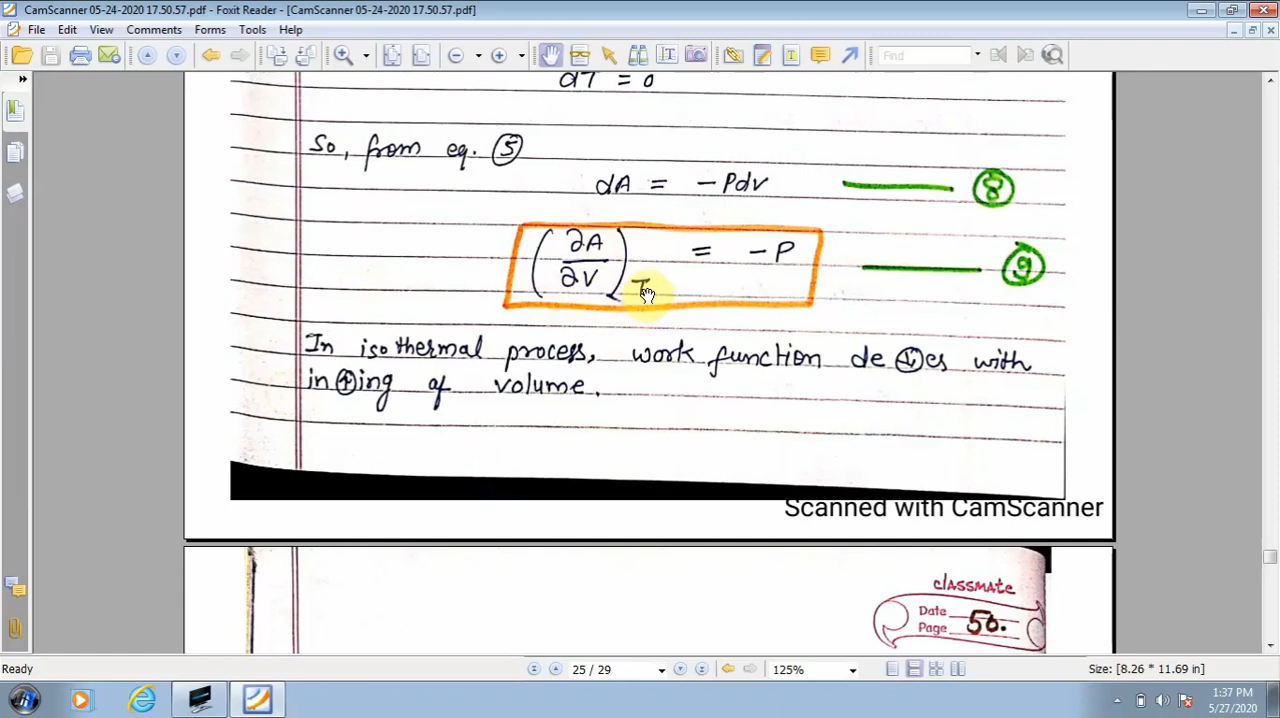 CamScanner 05-24-2020 17.50.57.pdf - Foxit Reader - [CamScanner 05-24-2020 17.50.57.pdf]
File Edit View Comments Forms Tools Help
Find
dT = 0
So, from eq. ⑤
dA = -Pdv ⑧
(∂A/∂V)T = -P ⑨
In isothermal process, work function de↓es with
in↑ing of volume.
Scanned with CamScanner
classmate
Date
Page 50.
Ready 25 / 29 125% Size: [8.26 * 11.69 in]
1:37 PM
5/27/2020